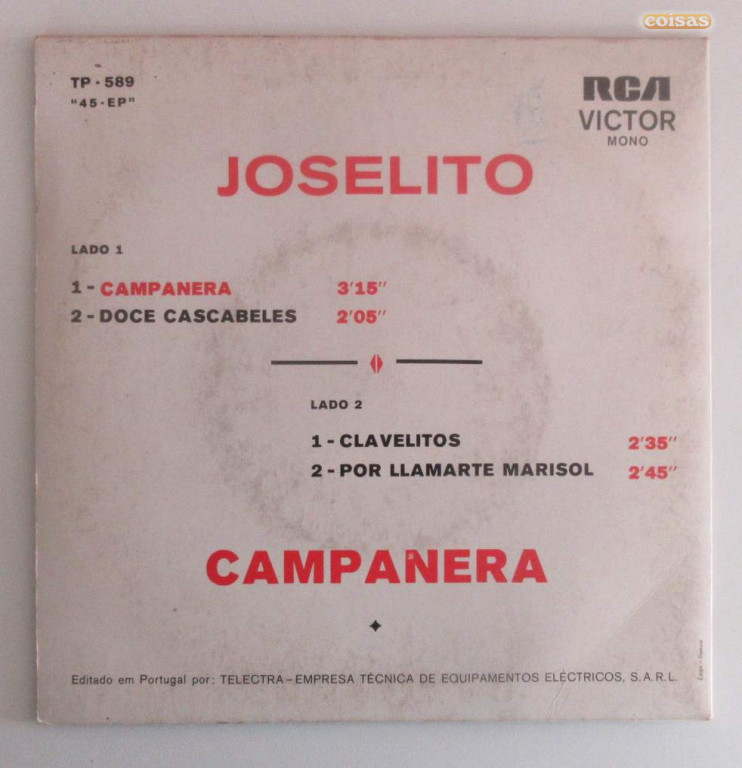 coisas
TP - 589
"45-EP"
RCA
VICTOR
MONO
JOSELITO
LADO 1
1 - CAMPANERA 3'15"
2 - DOCE CASCABELES 2'05"
LADO 2
1 - CLAVELITOS 2'35"
2 - POR LLAMARTE MARISOL 2'45"
CAMPANERA
Editado em Portugal por: TELECTRA - EMPRESA TÉCNICA DE EQUIPAMENTOS ELÉCTRICOS, S.A.R.L.